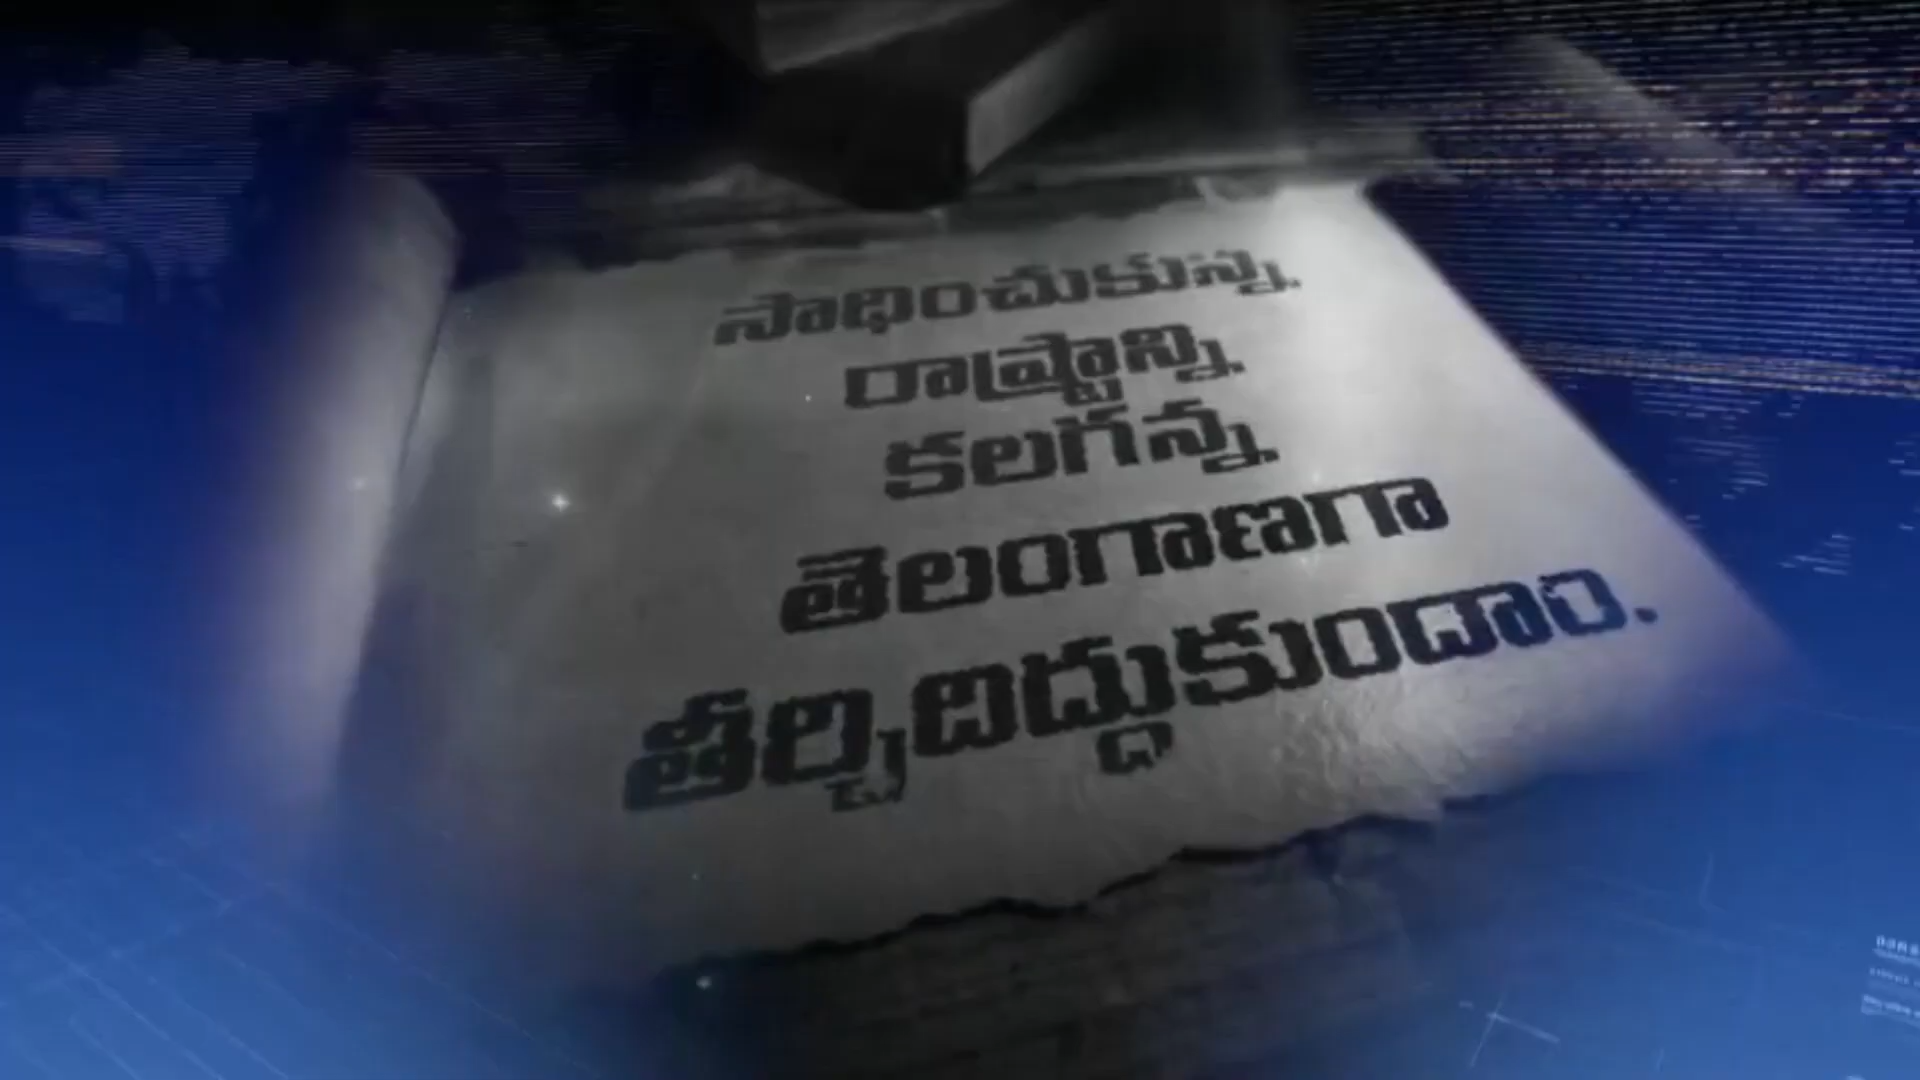 సాధించుకున్న
రాష్ట్రాన్ని
కలగన్న
తెలంగాణగా
తీర్చిదిద్దుకుందాం.